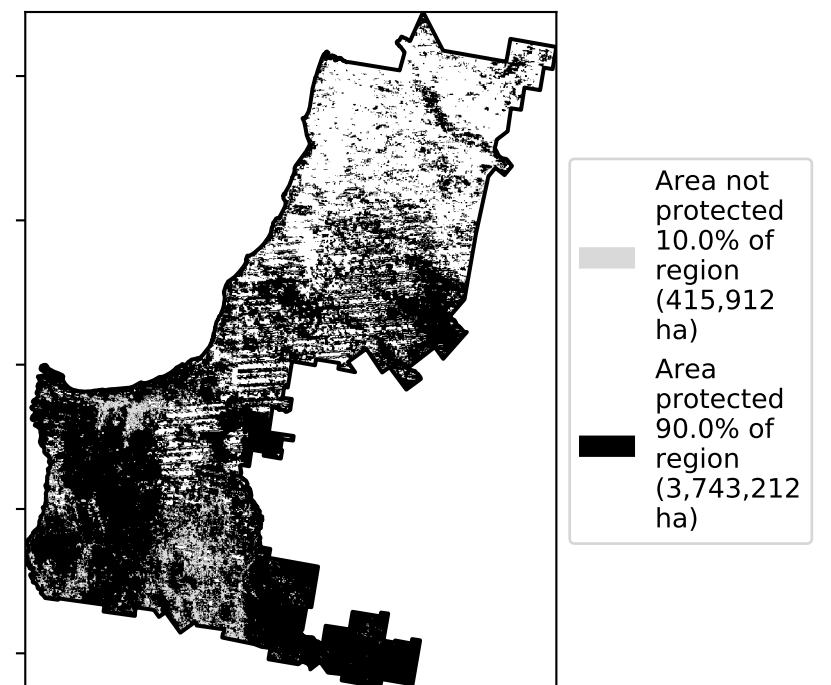 Area not
protected
10.0% of
region
(415,912
ha)
Area
protected
90.0% of
region
(3,743,212
ha)